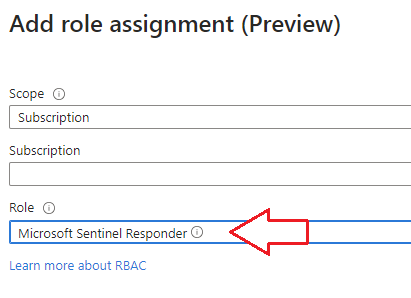 Add role assignment (Preview)
Scope
Subscription
Subscription
Role
Microsoft Sentinel Responder
Learn more about RBAC